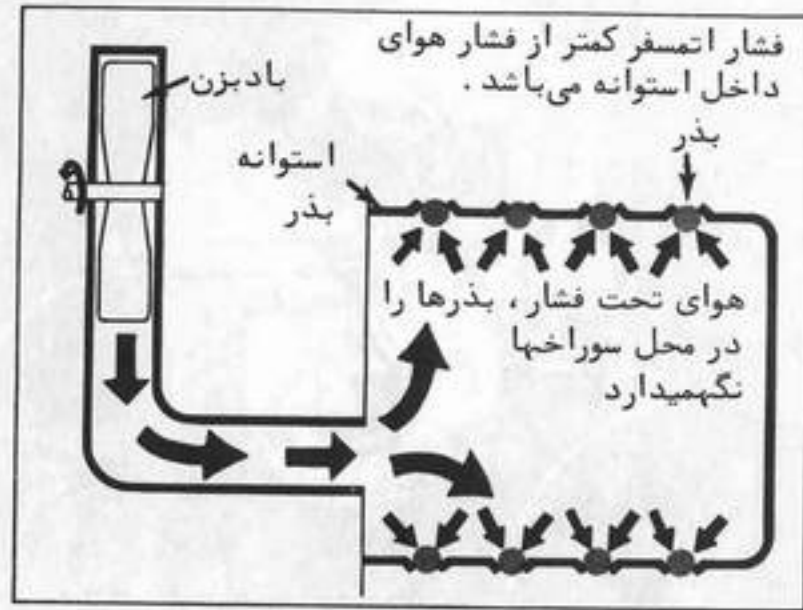 فشار اتمسفر کمتر از فشار هوای
داخل استوانه می‌باشد .
بادبزن
بذر
استوانه
بذر
هوای تحت فشار، بذرها را
در محل سوراخها
نگهمیدارد